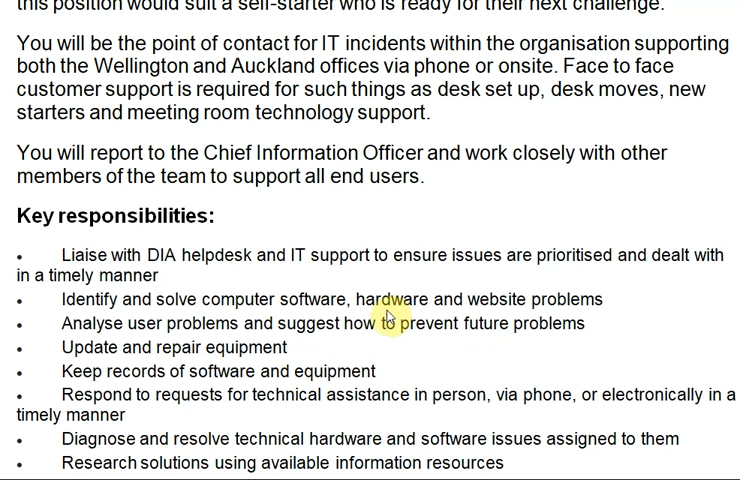 this position would suit a self-starter who is ready for their next challenge.
You will be the point of contact for IT incidents within the organisation supporting
both the Wellington and Auckland offices via phone or onsite. Face to face
customer support is required for such things as desk set up, desk moves, new
starters and meeting room technology support.
You will report to the Chief Information Officer and work closely with other
members of the team to support all end users.
Key responsibilities:
• Liaise with DIA helpdesk and IT support to ensure issues are prioritised and dealt with
in a timely manner
• Identify and solve computer software, hardware and website problems
• Analyse user problems and suggest how to prevent future problems
• Update and repair equipment
• Keep records of software and equipment
• Respond to requests for technical assistance in person, via phone, or electronically in a
timely manner
• Diagnose and resolve technical hardware and software issues assigned to them
• Research solutions using available information resources